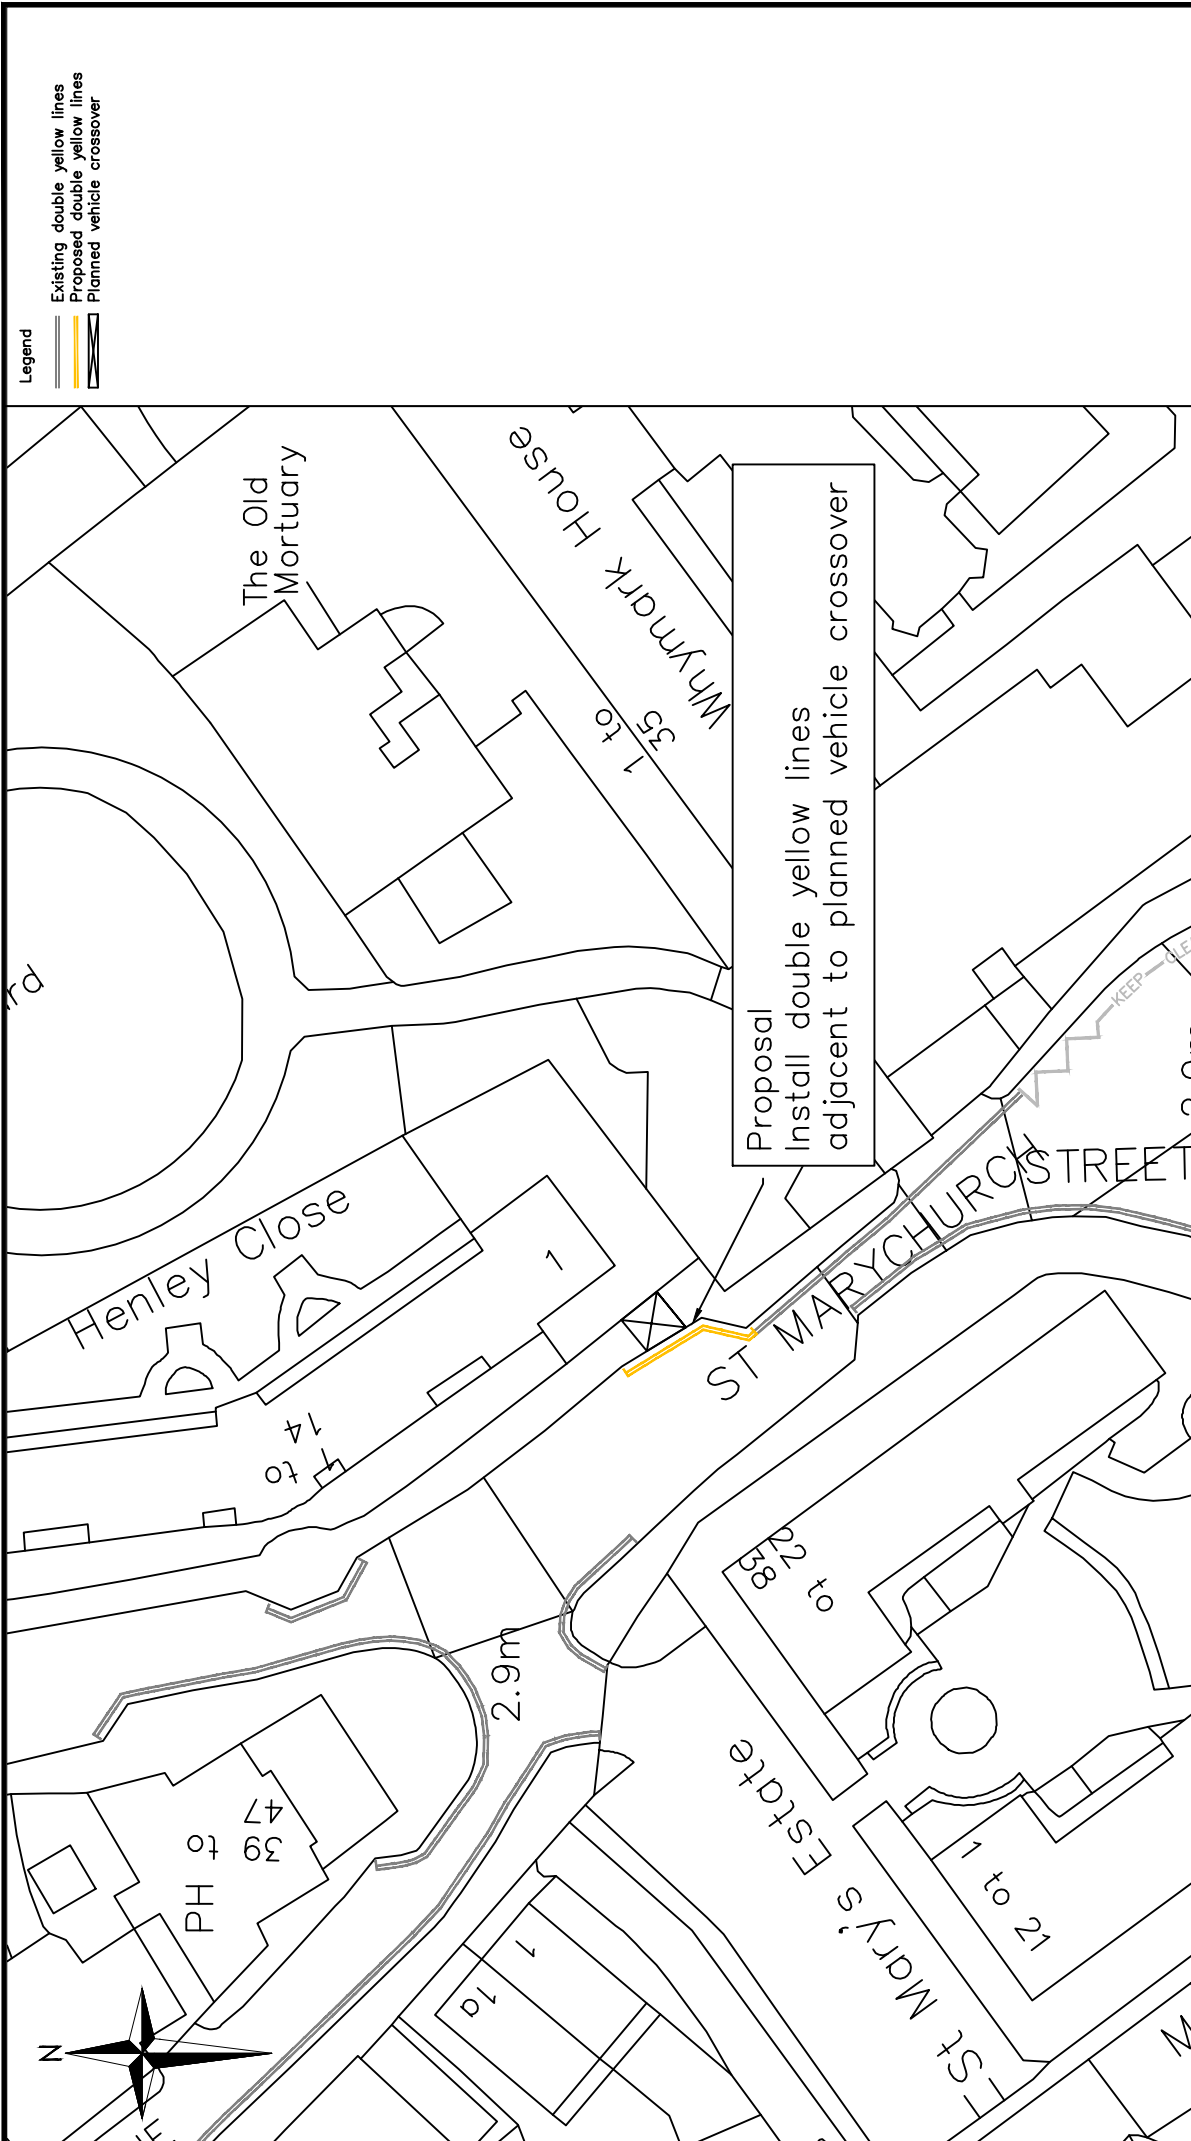 Legend
Existing double yellow lines
Proposed double yellow lines
Planned vehicle crossover
The Old
Mortuary
Whymark House
1 to
35
Proposal
Install double yellow lines
adjacent to planned vehicle crossover
Henley Close
1
1 to
14
ST MARYCHURCH STREET
KEEP
2.9m
22 to
38
PH
39 to
47
St Mary's Estate
1 to 21
1
1a
N